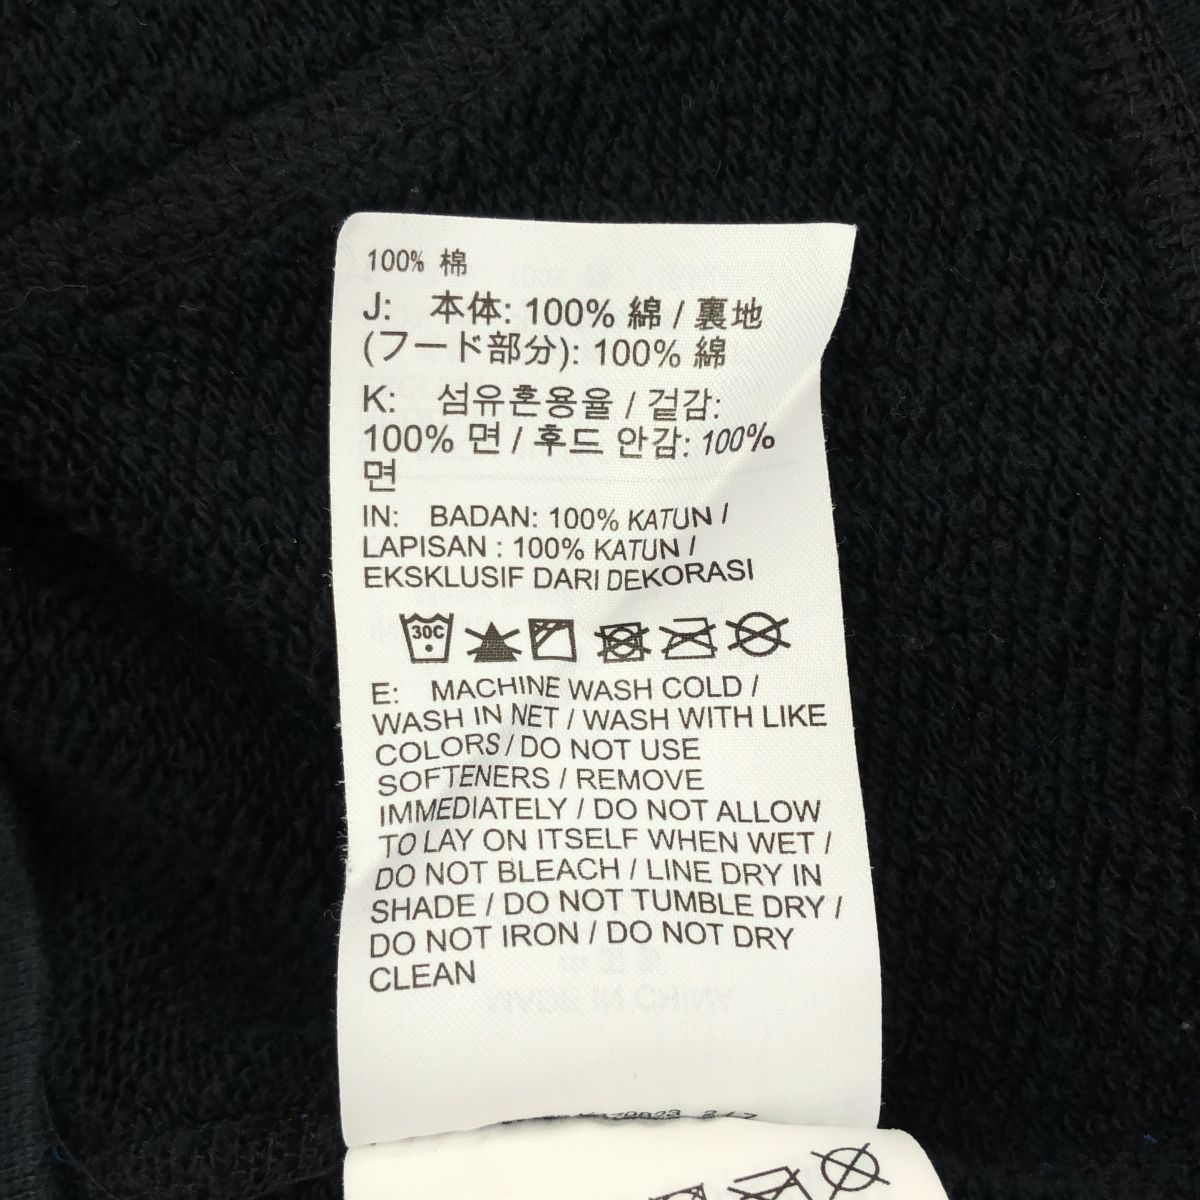 100% 棉
J: 本体: 100% 綿 / 裏地
(フード部分): 100% 綿
K: 섬유혼용율 / 겉감:
100% 면 / 후드 안감: 100%
면
IN: BADAN: 100% KATUN /
LAPISAN : 100% KATUN /
EKSKLUSIF DARI DEKORASI
30C
E: MACHINE WASH COLD /
WASH IN NET / WASH WITH LIKE
COLORS / DO NOT USE
SOFTENERS / REMOVE
IMMEDIATELY / DO NOT ALLOW
TO LAY ON ITSELF WHEN WET /
DO NOT BLEACH / LINE DRY IN
SHADE / DO NOT TUMBLE DRY /
DO NOT IRON / DO NOT DRY
CLEAN
MADE IN CHINA